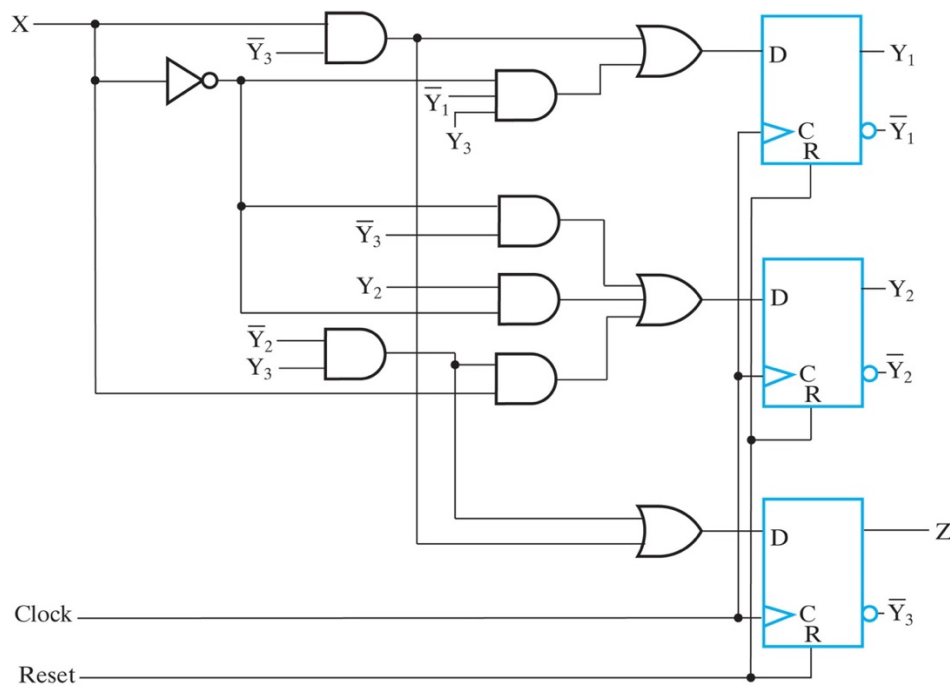 X
Y̅₃
D
Y₁
Y̅₁
Y₃
C
Y̅₁
R
Y̅₃
Y₂
D
Y₂
Y̅₂
Y₃
C
Y̅₂
R
D
Z
Clock
C
Y̅₃
R
Reset